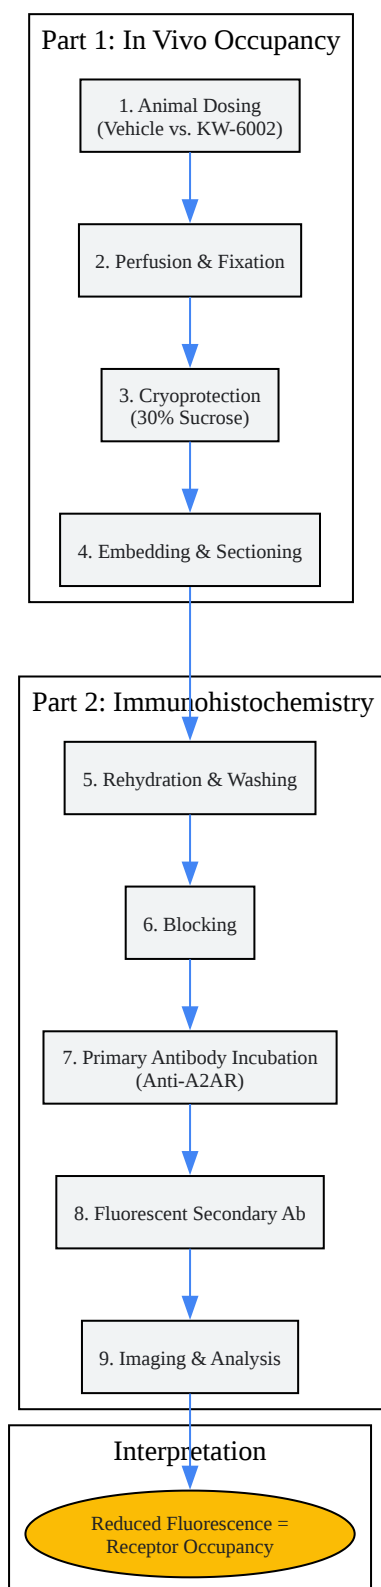 Part 1: In Vivo Occupancy
1. Animal Dosing
(Vehicle vs. KW-6002)
2. Perfusion & Fixation
3. Cryoprotection
(30% Sucrose)
4. Embedding & Sectioning
Part 2: Immunohistochemistry
5. Rehydration & Washing
6. Blocking
7. Primary Antibody Incubation
(Anti-A2AR)
8. Fluorescent Secondary Ab
9. Imaging & Analysis
Interpretation
Reduced Fluorescence =
Receptor Occupancy